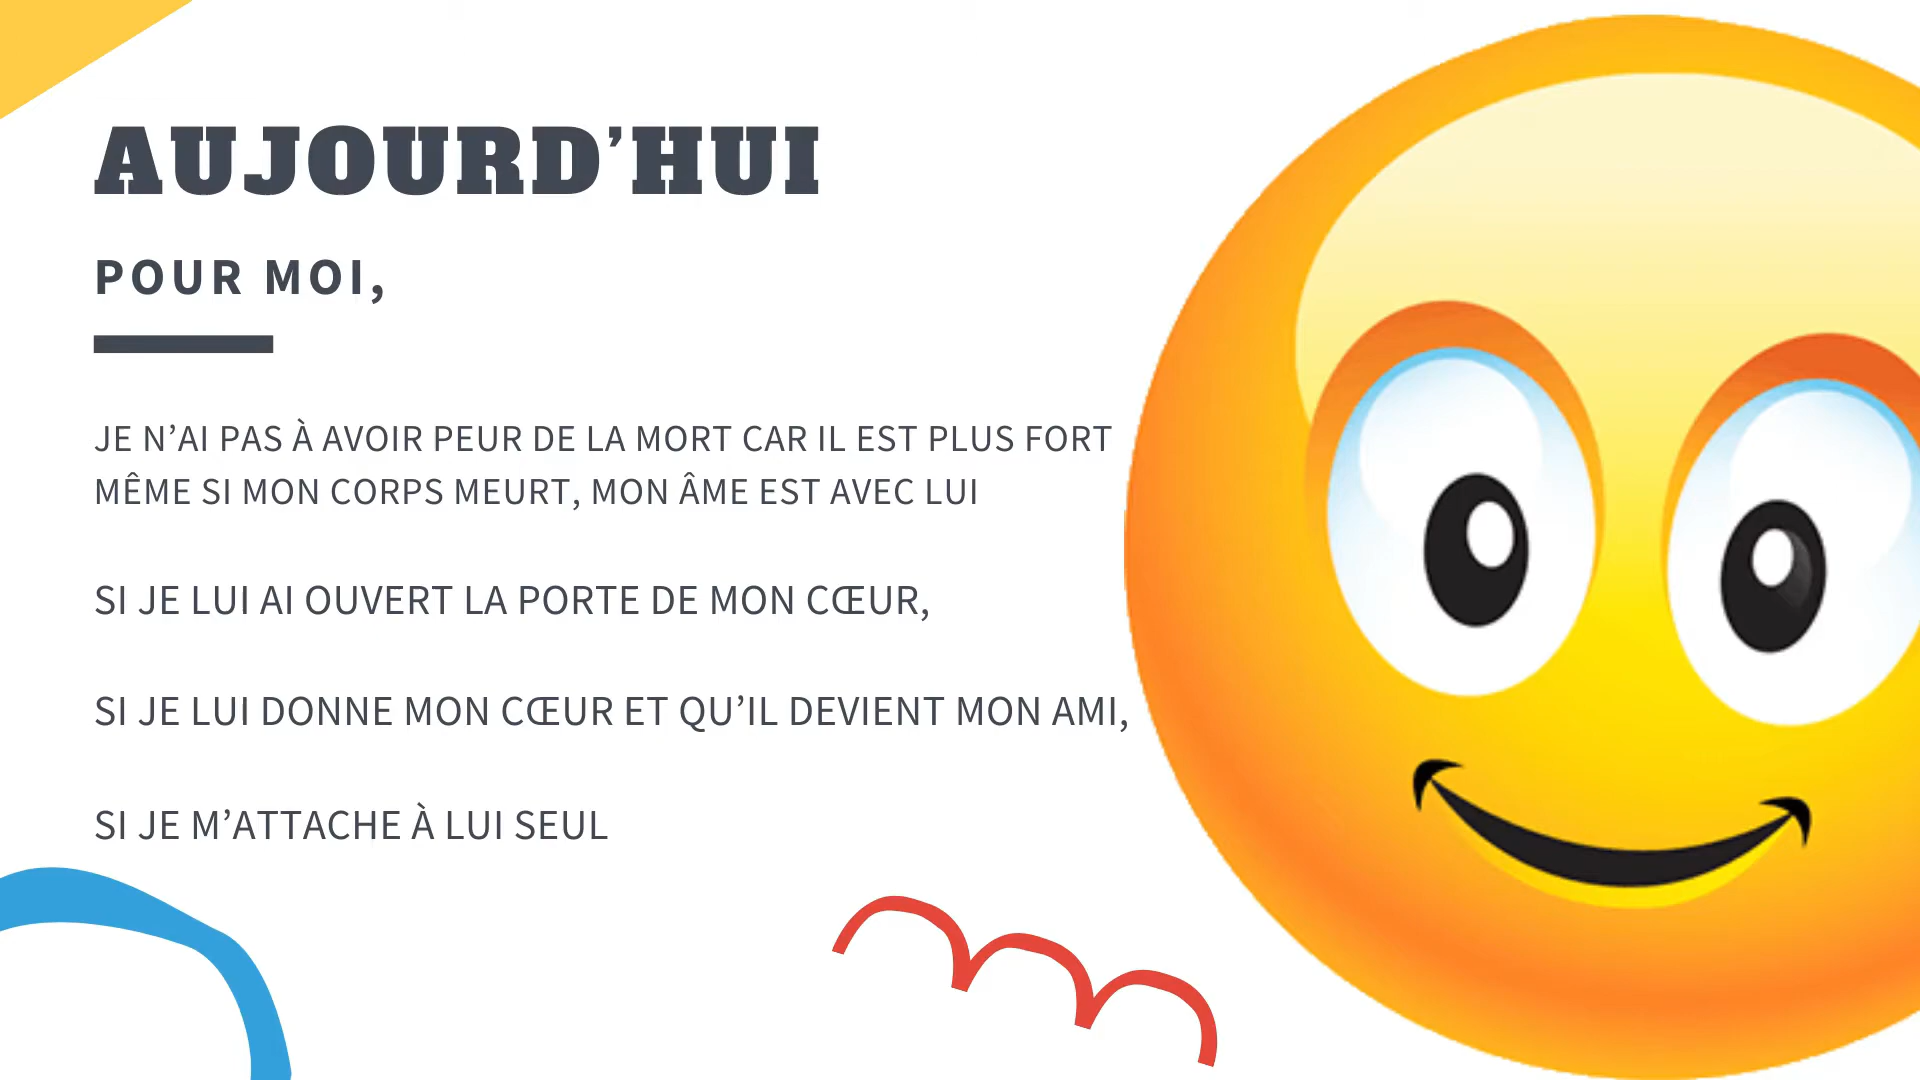 AUJOURD’HUI
POUR MOI,
JE N’AI PAS À AVOIR PEUR DE LA MORT CAR IL EST PLUS FORT
MÊME SI MON CORPS MEURT, MON ÂME EST AVEC LUI
SI JE LUI AI OUVERT LA PORTE DE MON CŒUR,
SI JE LUI DONNE MON CŒUR ET QU’IL DEVIENT MON AMI,
SI JE M’ATTACHE À LUI SEUL